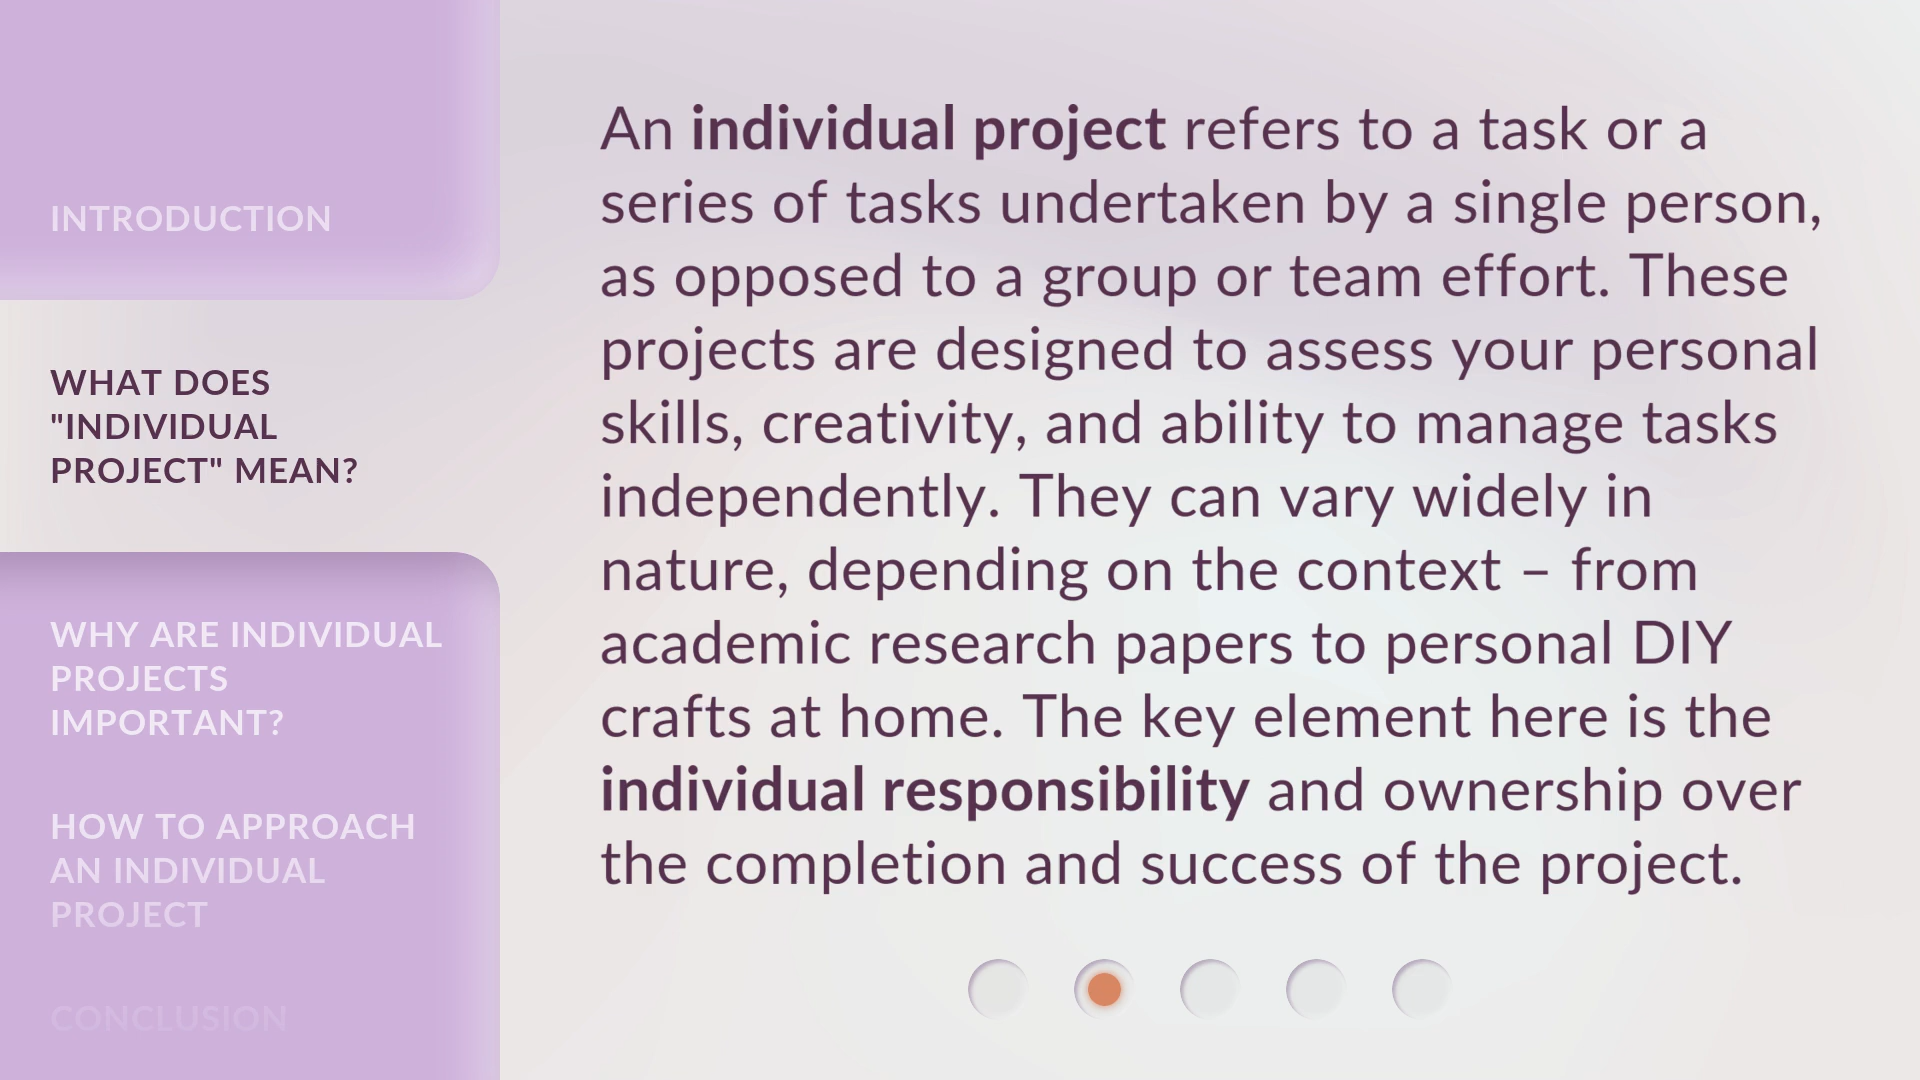 INTRODUCTION
WHAT DOES
"INDIVIDUAL
PROJECT" MEAN?
WHY ARE INDIVIDUAL
PROJECTS
IMPORTANT?
HOW TO APPROACH
AN INDIVIDUAL
PROJECT
CONCLUSION
An individual project refers to a task or a
series of tasks undertaken by a single person,
as opposed to a group or team effort. These
projects are designed to assess your personal
skills, creativity, and ability to manage tasks
independently. They can vary widely in
nature, depending on the context – from
academic research papers to personal DIY
crafts at home. The key element here is the
individual responsibility and ownership over
the completion and success of the project.